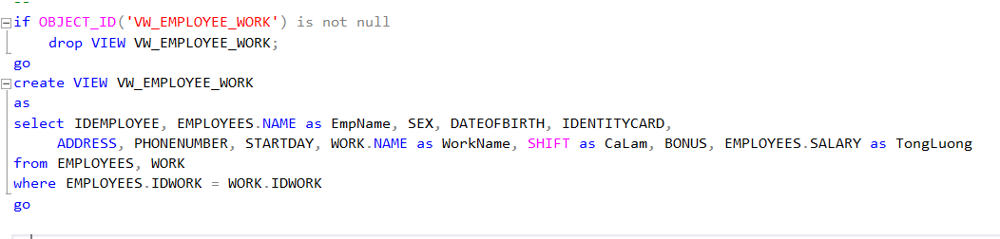 --
if OBJECT_ID('VW_EMPLOYEE_WORK') is not null
drop VIEW VW_EMPLOYEE_WORK;
go
create VIEW VW_EMPLOYEE_WORK
as
select IDEMPLOYEE, EMPLOYEES.NAME as EmpName, SEX, DATEOFBIRTH, IDENTITYCARD,
ADDRESS, PHONENUMBER, STARTDAY, WORK.NAME as WorkName, SHIFT as CaLam, BONUS, EMPLOYEES.SALARY as TongLuong
from EMPLOYEES, WORK
where EMPLOYEES.IDWORK = WORK.IDWORK
go